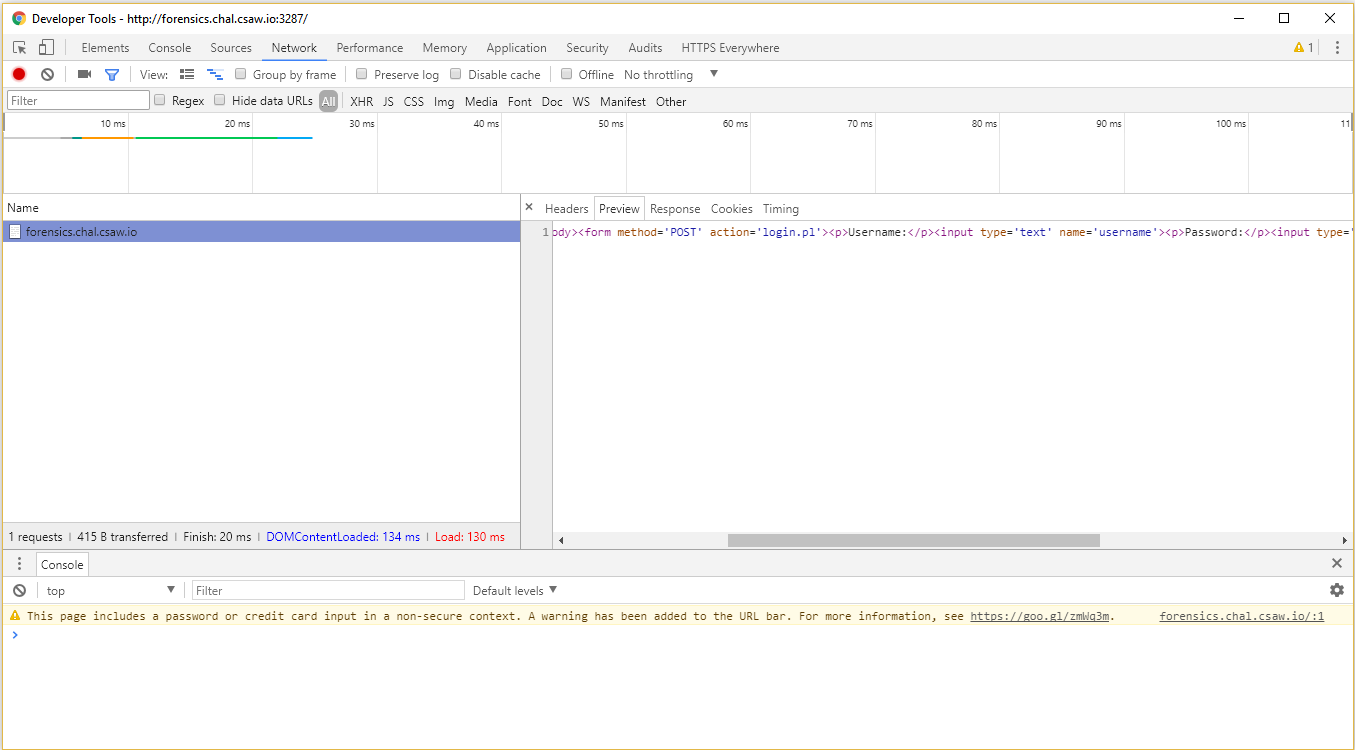 Developer Tools - http://forensics.chal.csaw.io:3287/
Elements Console Sources Network Performance Memory Application Security Audits HTTPS Everywhere 1
View: Group by frame Preserve log Disable cache Offline No throttling
Filter Regex Hide data URLs All XHR JS CSS Img Media Font Doc WS Manifest Other
10 ms 20 ms 30 ms 40 ms 50 ms 60 ms 70 ms 80 ms 90 ms 100 ms 11
Name
× Headers Preview Response Cookies Timing
forensics.chal.csaw.io
1 ody><form method='POST' action='login.pl'><p>Username:</p><input type='text' name='username'><p>Password:</p><input type='
1 requests | 415 B transferred | Finish: 20 ms | DOMContentLoaded: 134 ms | Load: 130 ms
Console
top Filter Default levels
This page includes a password or credit card input in a non-secure context. A warning has been added to the URL bar. For more information, see https://goo.gl/zmWq3m. forensics.chal.csaw.io/:1
>